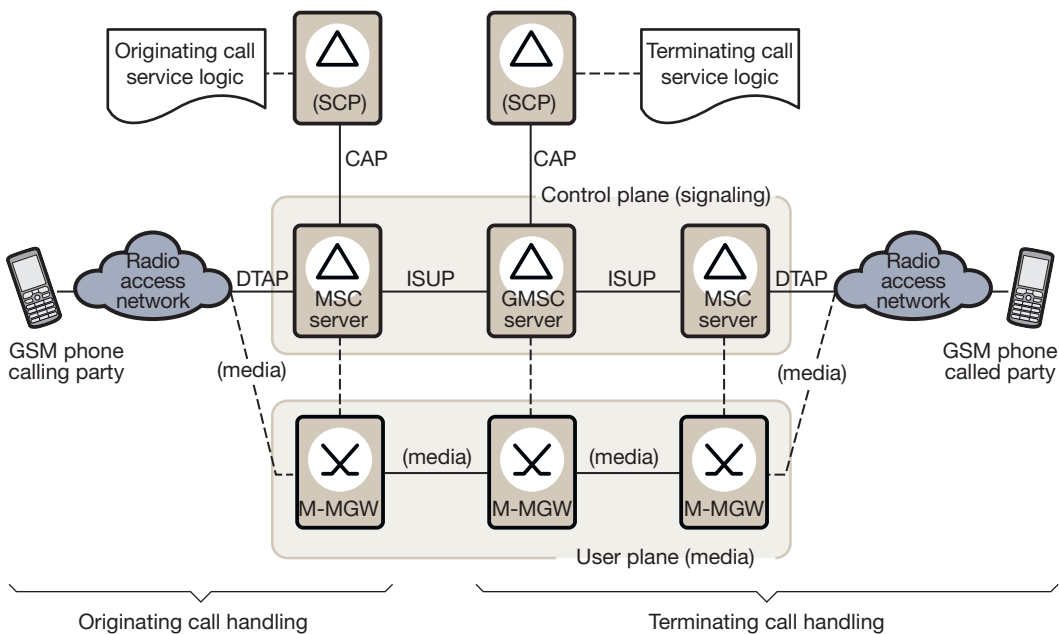 Originating call
service logic
(SCP)
(SCP)
Terminating call
service logic
CAP
CAP
Control plane (signaling)
Radio
access
network
DTAP
MSC
server
ISUP
GMSC
server
ISUP
MSC
server
DTAP
Radio
access
network
GSM phone
calling party
GSM phone
called party
(media)
(media)
M-MGW
(media)
M-MGW
(media)
M-MGW
User plane (media)
Originating call handling
Terminating call handling